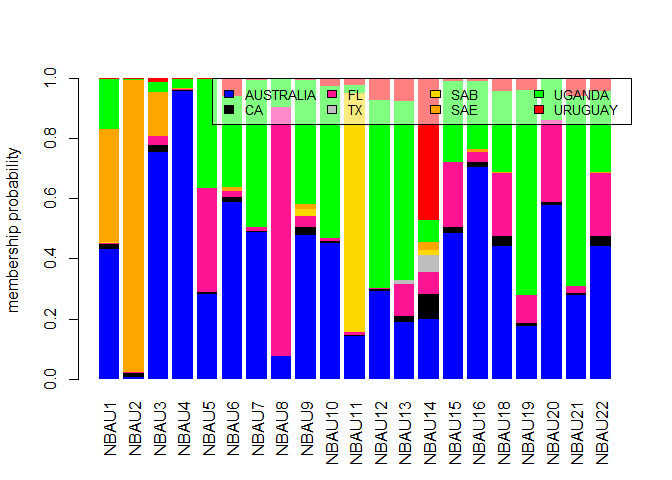 1.0
0.8
0.6
0.4
0.2
0.0
membership probability
AUSTRALIA FL SAB UGANDA
CA TX SAE URUGUAY
NBAU1 NBAU2 NBAU3 NBAU4 NBAU5 NBAU6 NBAU7 NBAU8 NBAU9 NBAU10 NBAU11 NBAU12 NBAU13 NBAU14 NBAU15 NBAU16 NBAU18 NBAU19 NBAU20 NBAU21 NBAU22